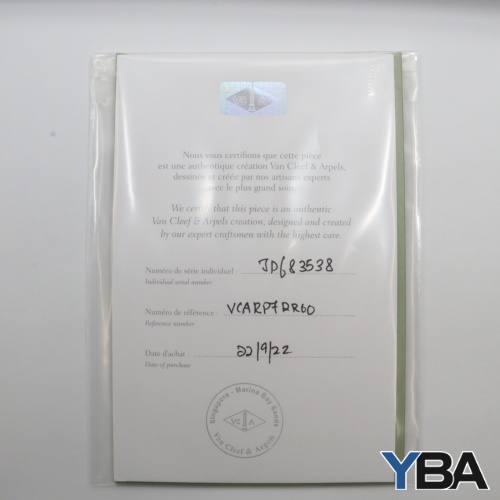 Nous vous certifions que cette pièce
est une authentique création Van Cleef & Arpels,
dessinée et créée par nos artisans experts
avec le plus grand soin.
We certify that this piece is an authentic
Van Cleef & Arpels creation, designed and created
by our expert craftsmen with the highest care.
Numéro de série individuel : JD683538
Individual serial number
Numéro de référence : VCARP7RR00
Reference number
Date d'achat : 22/9/22
Date of purchase
Singapore - Marina Bay Sands
VC A
Van Cleef & Arpels
YBA